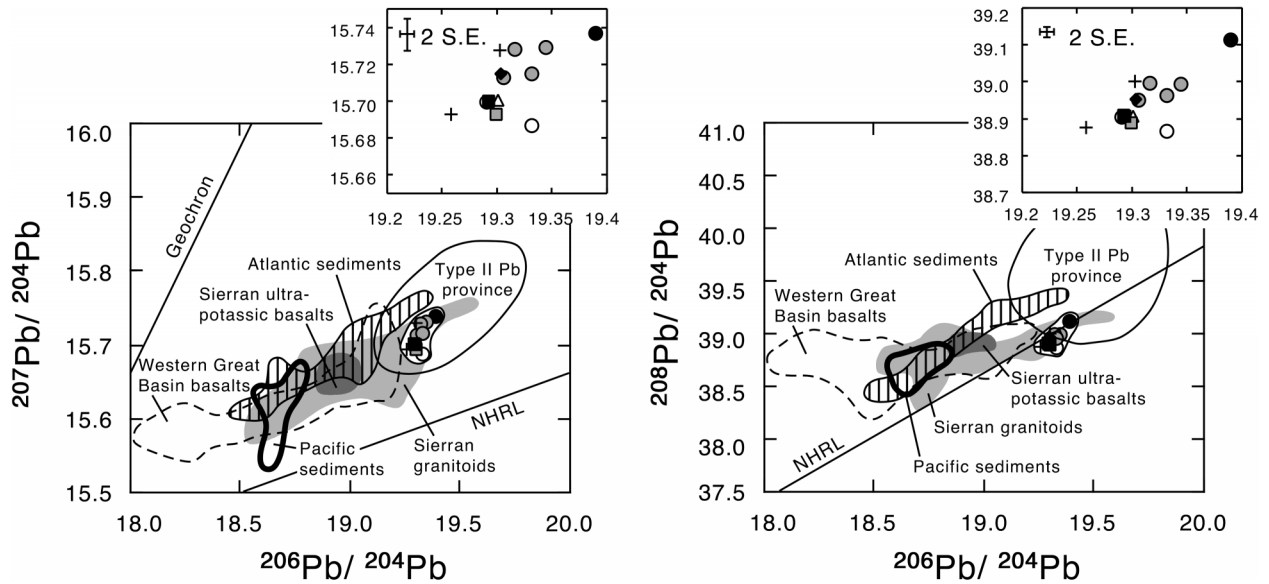 15.74
15.72
15.70
15.68
15.66
2 S.E.
19.2
19.25
19.3
19.35
19.4
16.0
15.9
15.8
15.7
15.6
15.5
207Pb/ 204Pb
Geochron
Atlantic sediments
Sierran ultra-
potassic basalts
Type II Pb
province
Western Great
Basin basalts
Pacific
sediments
Sierran
granitoids
NHRL
18.0
18.5
19.0
19.5
20.0
206Pb/ 204Pb
39.2
39.1
39.0
38.9
38.8
38.7
2 S.E.
19.2
19.25
19.3
19.35
19.4
41.0
40.5
40.0
39.5
39.0
38.5
38.0
37.5
208Pb/ 204Pb
Atlantic sediments
Type II Pb
province
Western Great
Basin basalts
Sierran ultra-
potassic basalts
Sierran granitoids
Pacific sediments
NHRL
18.0
18.5
19.0
19.5
20.0
206Pb/ 204Pb